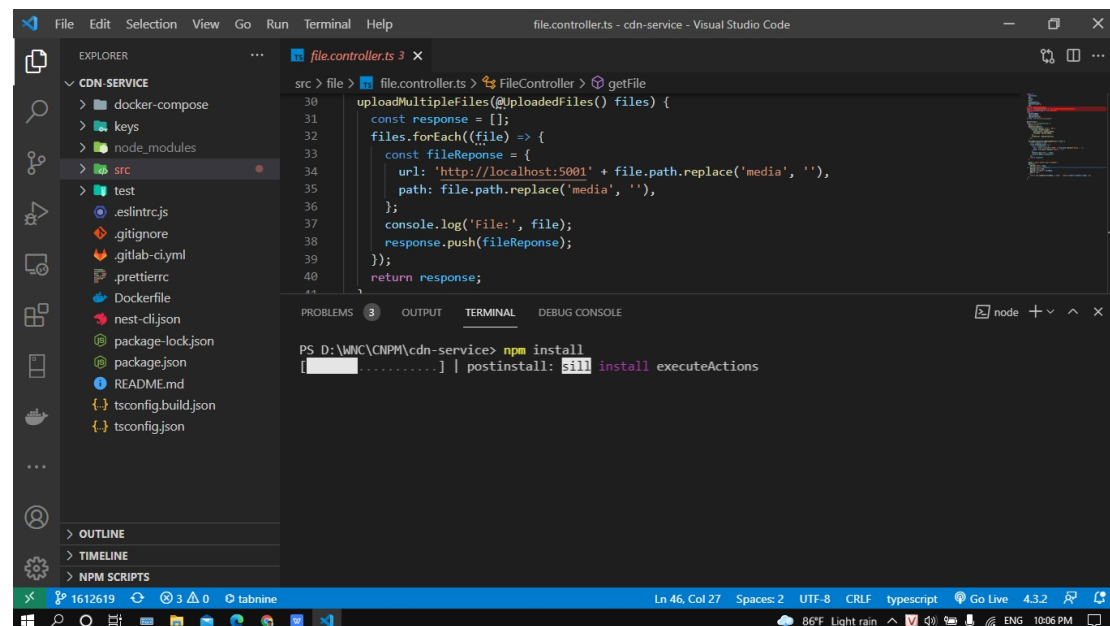 File Edit Selection View Go Run Terminal Help file.controller.ts - cdn-service - Visual Studio Code
EXPLORER
CDN-SERVICE
docker-compose
keys
node_modules
src
test
.eslintrc.js
.gitignore
.gitlab-ci.yml
.prettierrc
Dockerfile
nest-cli.json
package-lock.json
package.json
README.md
tsconfig.build.json
tsconfig.json
OUTLINE
TIMELINE
NPM SCRIPTS
file.controller.ts 3
src > file > file.controller.ts > FileController > getFile
30 uploadMultipleFiles(@UploadedFiles() files) {
31 const response = [];
32 files.forEach((file) => {
33 const fileReponse = {
34 url: 'http://localhost:5001' + file.path.replace('media', ''),
35 path: file.path.replace('media', ''),
36 };
37 console.log('File:', file);
38 response.push(fileReponse);
39 });
40 return response;
41 }
PROBLEMS 3 OUTPUT TERMINAL DEBUG CONSOLE node
PS D:\WNC\CNPM\cdn-service> npm install
[ ...........] | postinstall: sill install executeActions
1612619 3 0 tabnine Ln 46, Col 27 Spaces: 2 UTF-8 CRLF typescript Go Live 4.3.2
86°F Light rain V ENG 10:06 PM